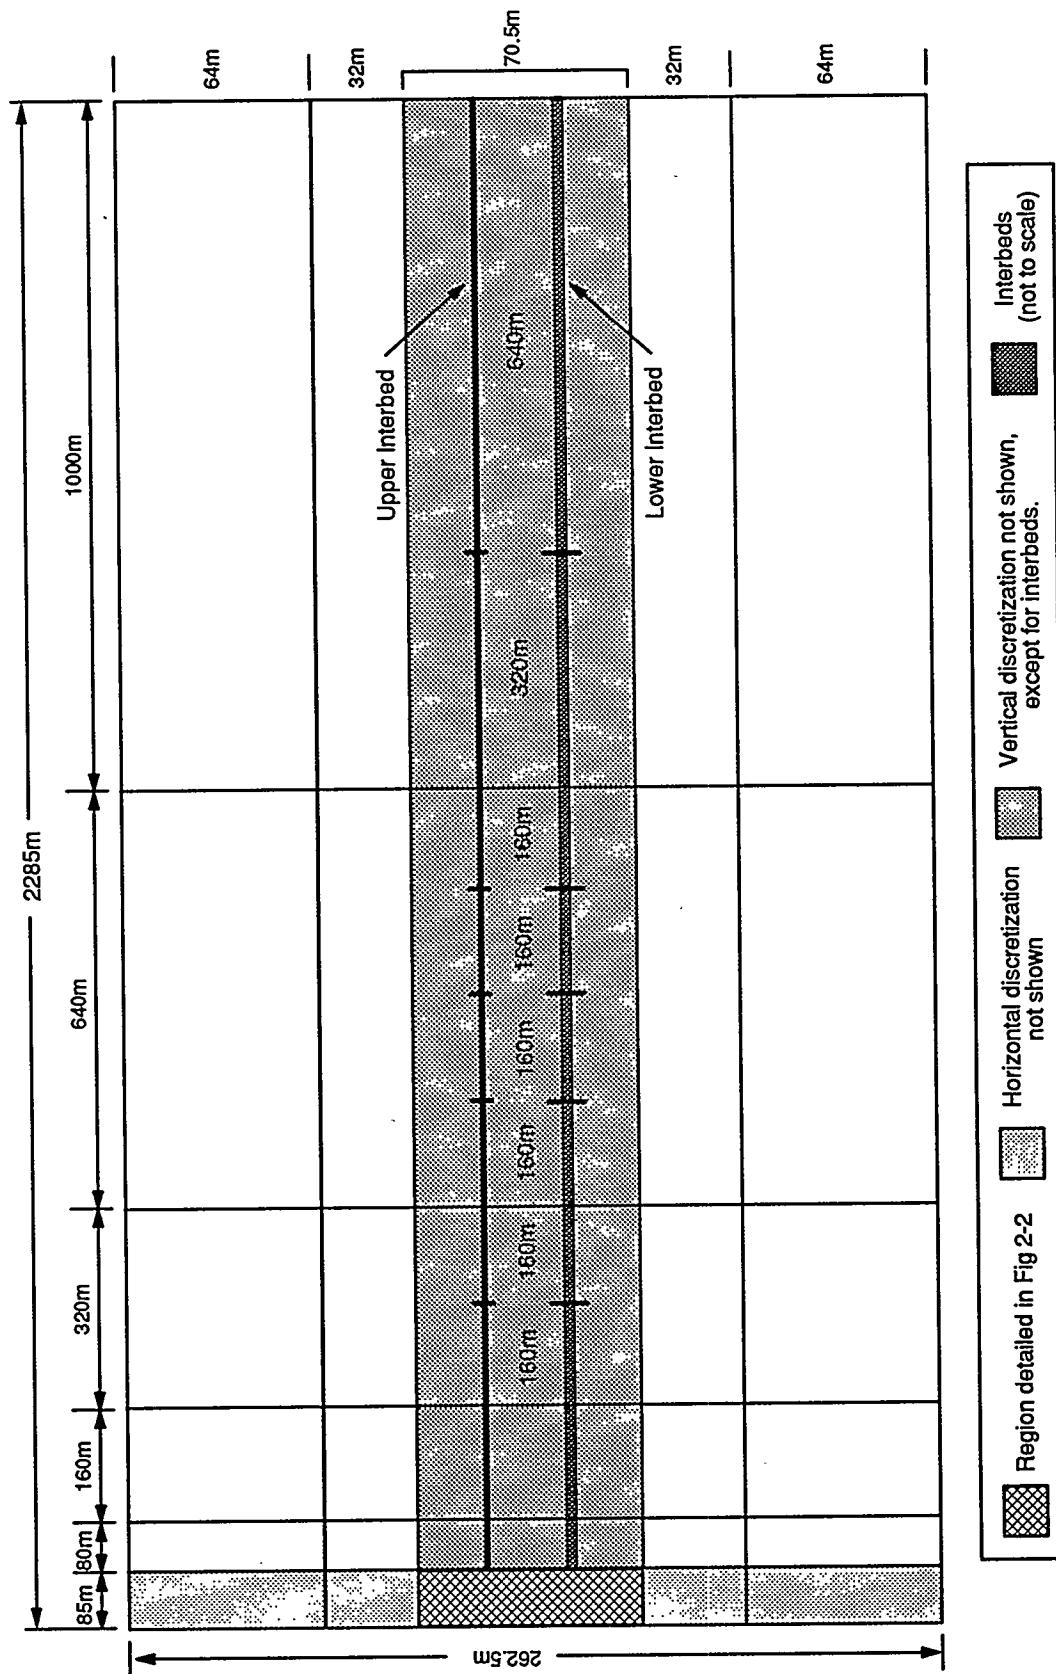 2285m
85m
80m
160m
320m
640m
1000m
64m
32m
70.5m
32m
64m
262.5m
Upper Interbed
160m
160m
160m
160m
160m
160m
320m
640m
Lower Interbed
Region detailed in Fig 2-2
Horizontal discretization
not shown
Vertical discretization not shown,
except for interbeds.
Interbeds
(not to scale)